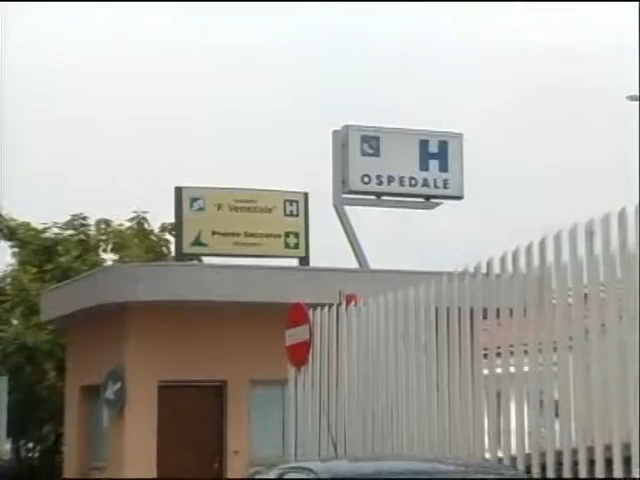 "F. Veneziale"
H
Pronto Soccorso
H
OSPEDALE